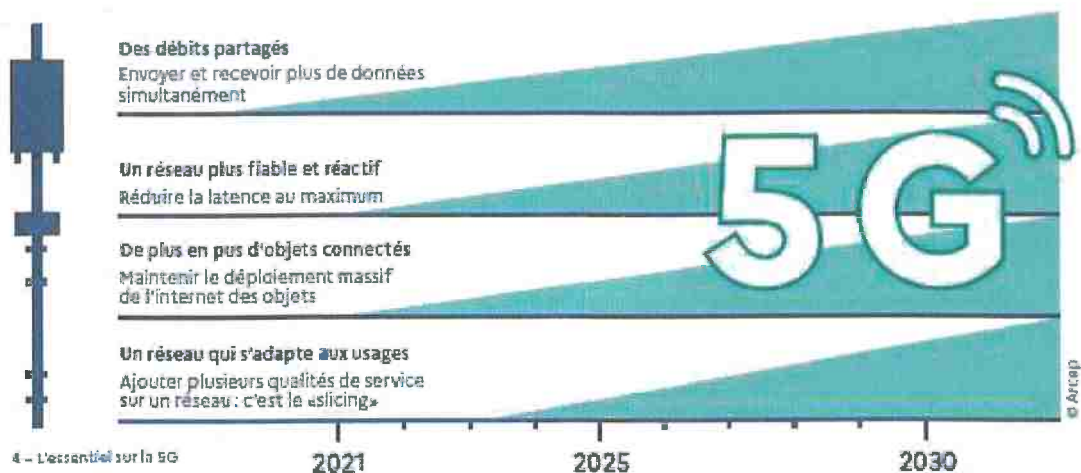 Des débits partagés
Envoyer et recevoir plus de données
simultanément
Un réseau plus fiable et réactif
Réduire la latence au maximum
De plus en pus d'objets connectés
Maintenir le déploiement massif
de l'internet des objets
Un réseau qui s'adapte aux usages
Ajouter plusieurs qualités de service
sur un réseau : c'est le «slicing»
5G
© Arcep
4 – L'essentiel sur la 5G
2021
2025
2030